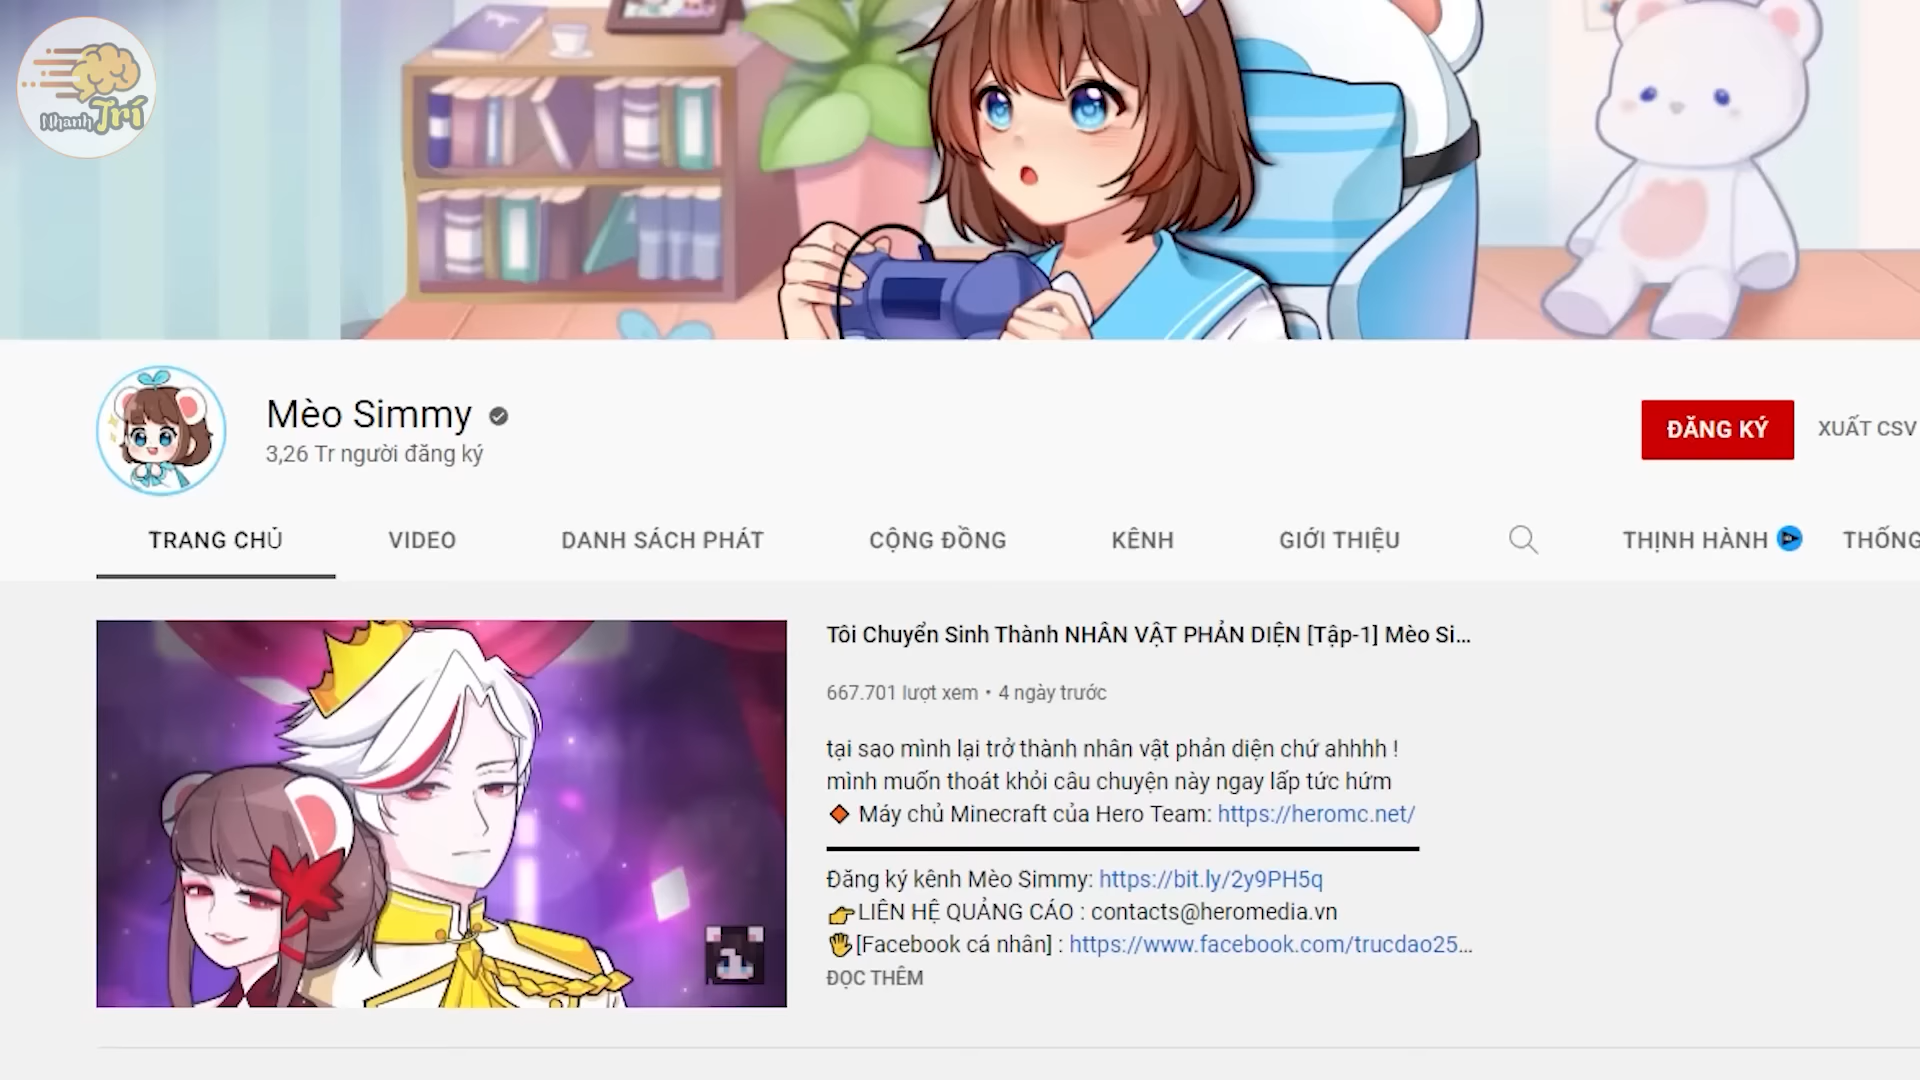 Nhanh Trí
Mèo Simmy
3,26 Tr người đăng ký
ĐĂNG KÝ
XUẤT CSV
TRANG CHỦ
VIDEO
DANH SÁCH PHÁT
CỘNG ĐỒNG
KÊNH
GIỚI THIỆU
THỊNH HÀNH
THỐNG
Tôi Chuyển Sinh Thành NHÂN VẬT PHẢN DIỆN [Tập-1] Mèo Si...
667.701 lượt xem • 4 ngày trước
tại sao mình lại trở thành nhân vật phản diện chứ ahhhh !
mình muốn thoát khỏi câu chuyện này ngay lấp tức hứm
🔶 Máy chủ Minecraft của Hero Team: https://heromc.net/
Đăng ký kênh Mèo Simmy: https://bit.ly/2y9PH5q
👉LIÊN HỆ QUẢNG CÁO : contacts@heromedia.vn
👋[Facebook cá nhân] : https://www.facebook.com/trucdao25...
ĐỌC THÊM